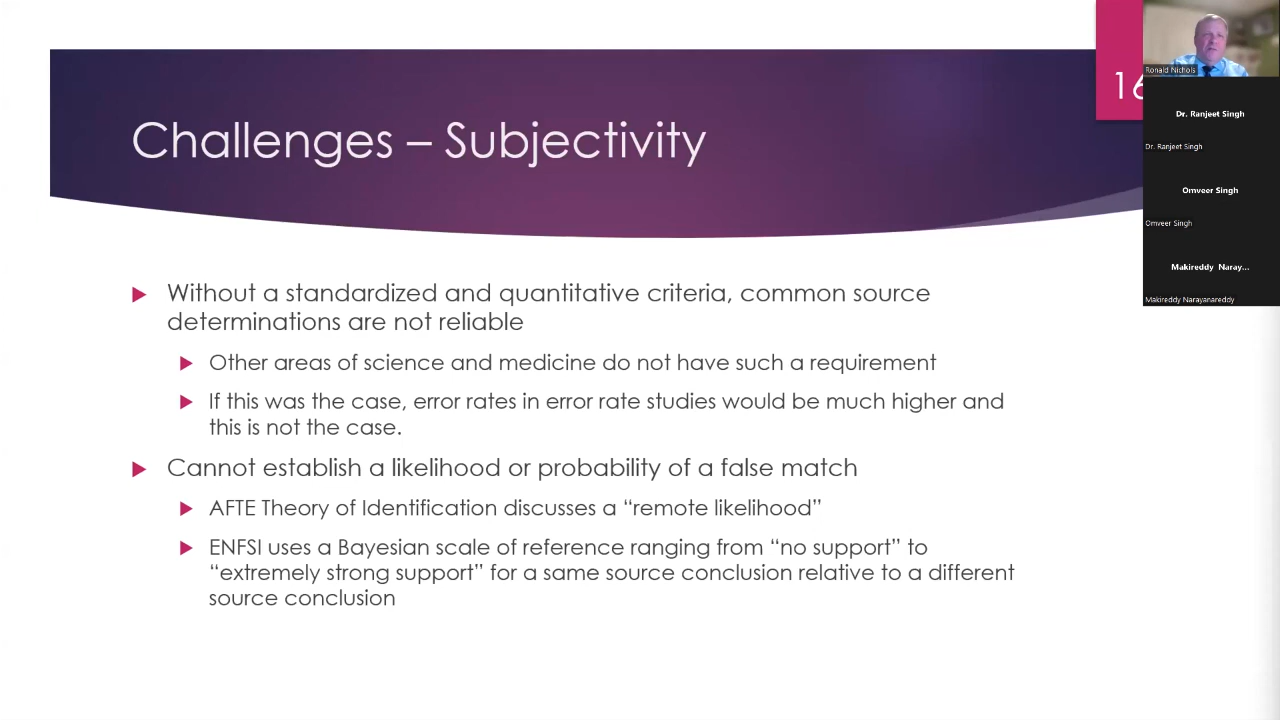 Challenges – Subjectivity
Without a standardized and quantitative criteria, common source
determinations are not reliable
Other areas of science and medicine do not have such a requirement
If this was the case, error rates in error rate studies would be much higher and
this is not the case.
Cannot establish a likelihood or probability of a false match
AFTE Theory of Identification discusses a “remote likelihood”
ENFSI uses a Bayesian scale of reference ranging from “no support” to
“extremely strong support” for a same source conclusion relative to a different
source conclusion
16
Ronald Nichols
Dr. Ranjeet Singh
Dr. Ranjeet Singh
Omveer Singh
Omveer Singh
Makireddy Naray...
Makireddy Narayanareddy